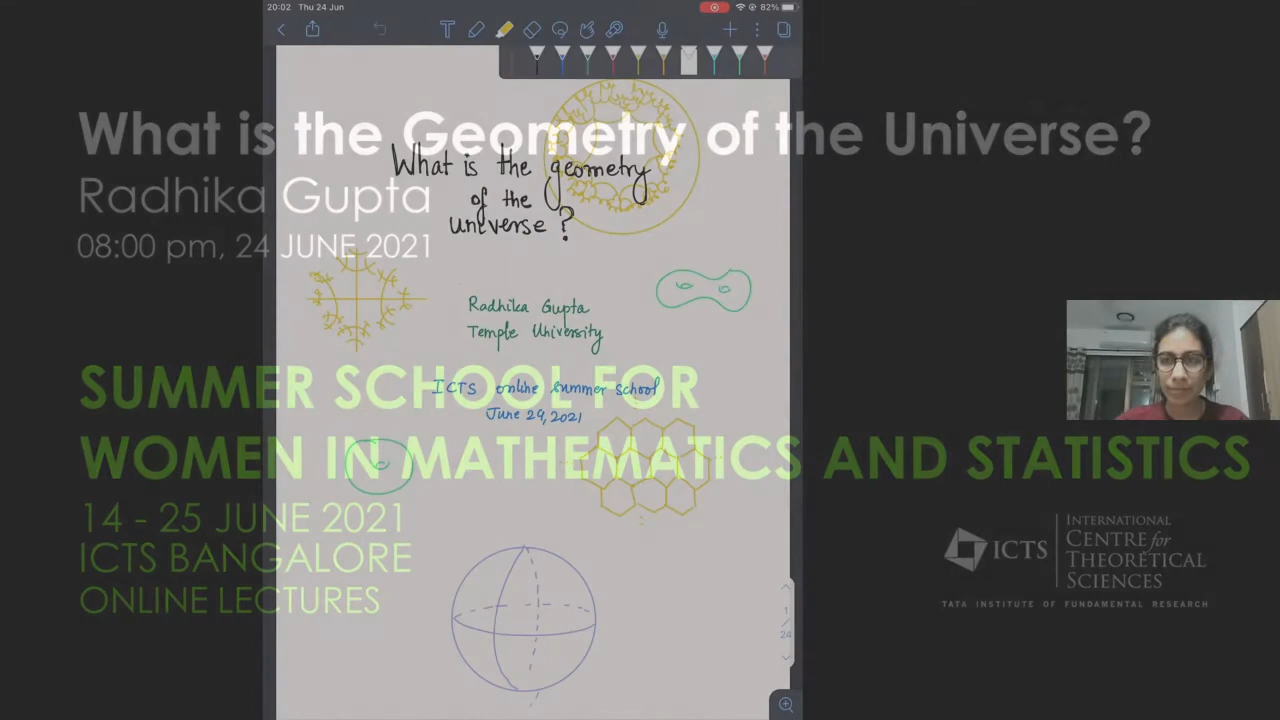 20:02 Thu 24 Jun
82%
What is the Geometry of the Universe?
Radhika Gupta
08:00 pm, 24 JUNE 2021
What is the geometry
of the
universe?
Radhika Gupta
Temple University
ICTS online summer school
June 29, 2021
SUMMER SCHOOL FOR
WOMEN IN MATHEMATICS AND STATISTICS
14 - 25 JUNE 2021
ICTS BANGALORE
ONLINE LECTURES
ICTS
INTERNATIONAL
CENTRE for
THEORETICAL
SCIENCES
TATA INSTITUTE OF FUNDAMENTAL RESEARCH
1
/
24